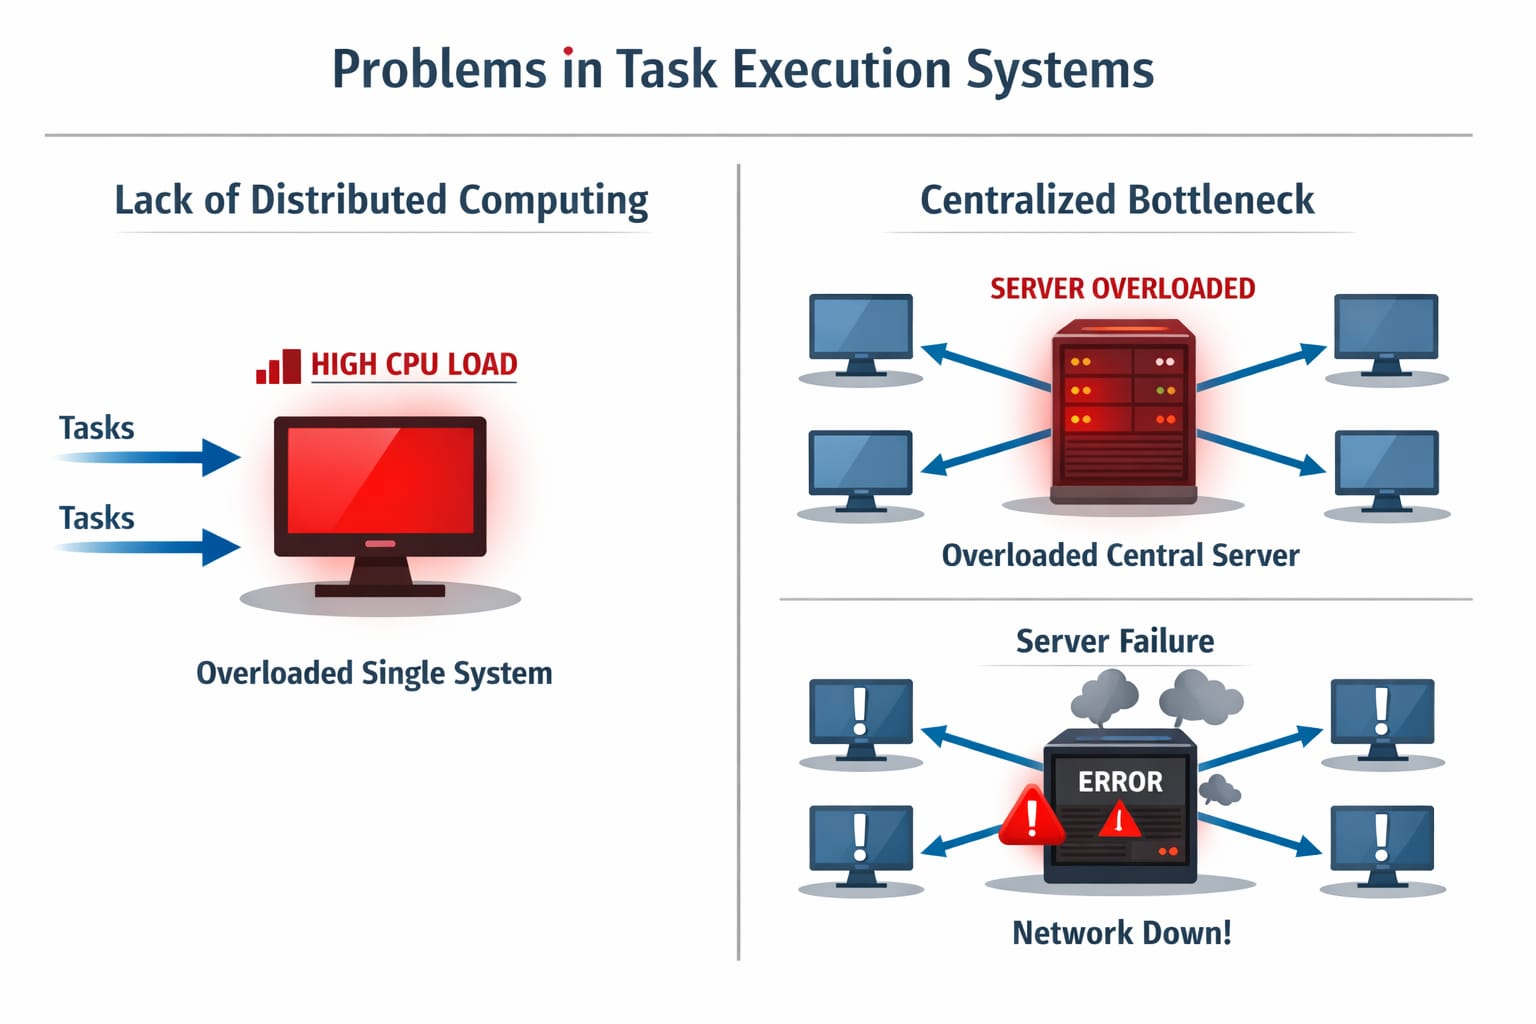 Problems in Task Execution Systems
Lack of Distributed Computing
HIGH CPU LOAD
Tasks
Tasks
Overloaded Single System
Centralized Bottleneck
SERVER OVERLOADED
Overloaded Central Server
Server Failure
!
!
ERROR
!
!
!
!
Network Down!